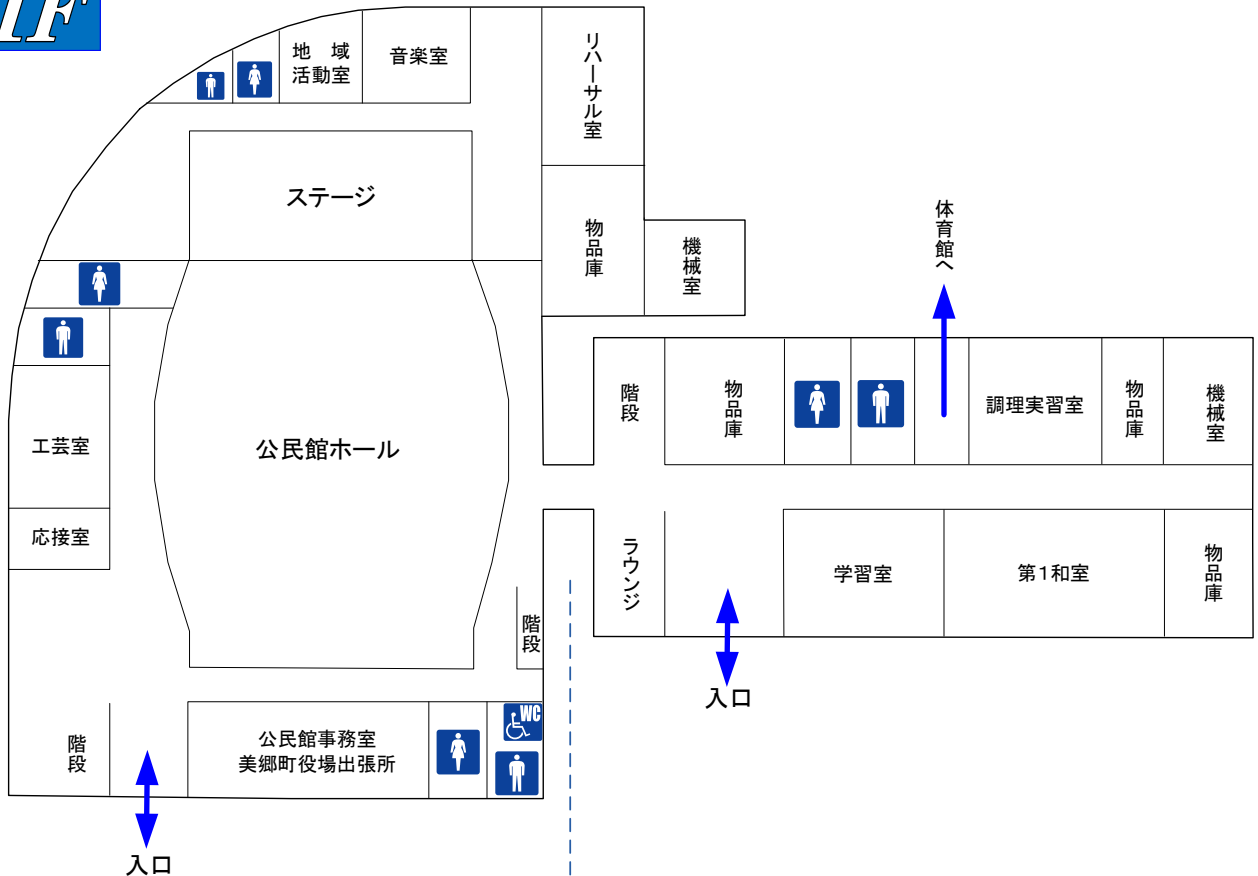 1F
地　域
活動室
音楽室
リハーサル室
ステージ
物品庫
機械室
体育館へ
階段
物品庫
調理実習室
物品庫
機械室
工芸室
公民館ホール
応接室
ラウンジ
学習室
第1和室
物品庫
階段
入口
WC
階段
公民館事務室
美郷町役場出張所
入口